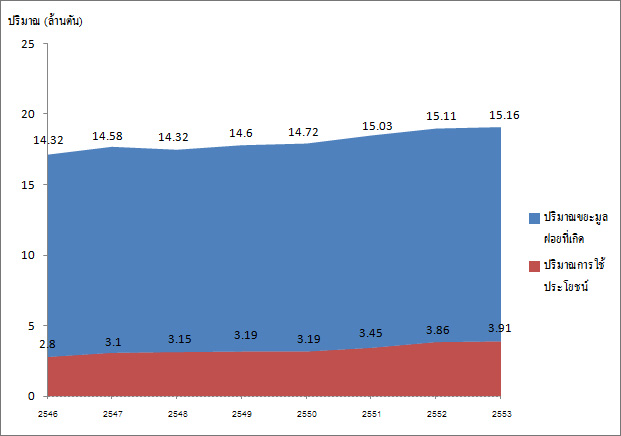 ปริมาณ (ล้านตัน)
25
20
15
10
5
0
14.32 14.58 14.32 14.6 14.72 15.03 15.11 15.16
2.8 3.1 3.15 3.19 3.19 3.45 3.86 3.91
2546 2547 2548 2549 2550 2551 2552 2553
ปริมาณขยะมูล
ฝอยที่เกิด
ปริมาณการใช้
ประโยชน์